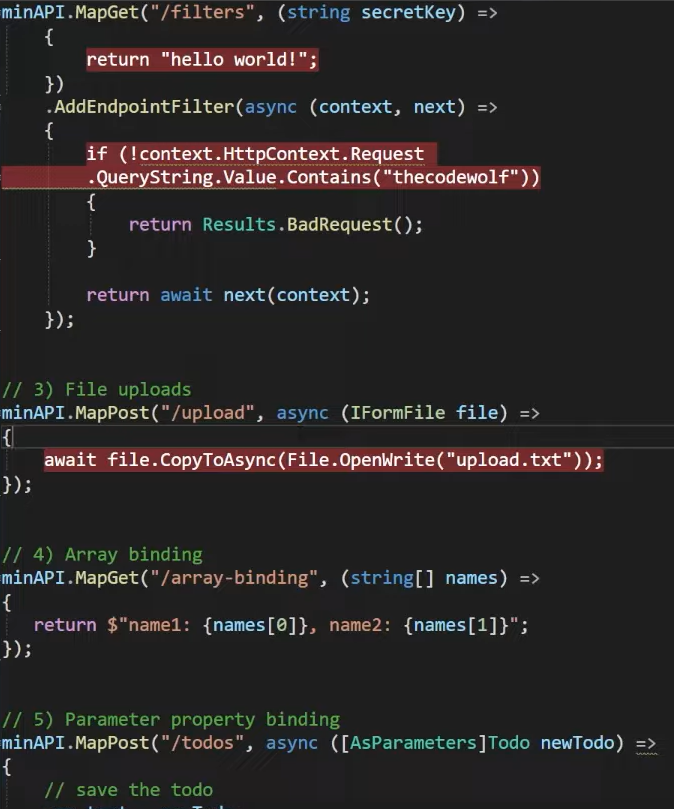 minAPI.MapGet("/filters", (string secretKey) =>
{
return "hello world!";
})
.AddEndpointFilter(async (context, next) =>
{
if (!context.HttpContext.Request
.QueryString.Value.Contains("thecodewolf"))
{
return Results.BadRequest();
}
return await next(context);
});
// 3) File uploads
minAPI.MapPost("/upload", async (IFormFile file) =>
{
await file.CopyToAsync(File.OpenWrite("upload.txt"));
});
// 4) Array binding
minAPI.MapGet("/array-binding", (string[] names) =>
{
return $"name1: {names[0]}, name2: {names[1]}";
});
// 5) Parameter property binding
minAPI.MapPost("/todos", async ([AsParameters]Todo newTodo) =>
{
// save the todo